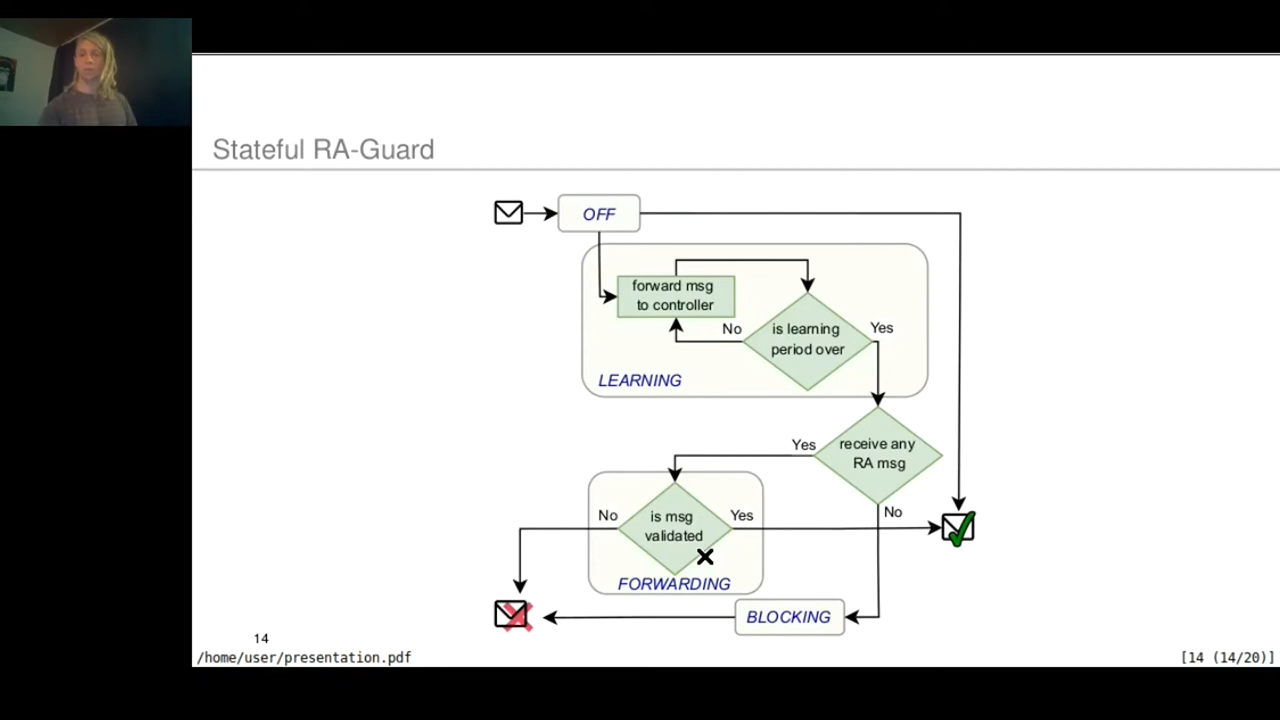 Stateful RA-Guard
OFF
forward msg
to controller
No
is learning
period over
Yes
LEARNING
Yes
receive any
RA msg
No
No
is msg
validated
Yes
FORWARDING
BLOCKING
14
/home/user/presentation.pdf
[14 (14/20)]